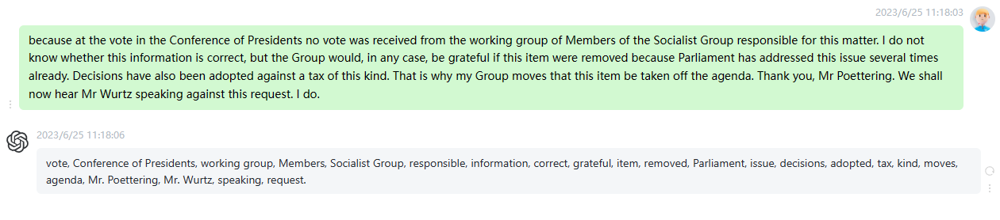 2023/6/25 11:18:03
because at the vote in the Conference of Presidents no vote was received from the working group of Members of the Socialist Group responsible for this matter. I do not
know whether this information is correct, but the Group would, in any case, be grateful if this item were removed because Parliament has addressed this issue several times
already. Decisions have also been adopted against a tax of this kind. That is why my Group moves that this item be taken off the agenda. Thank you, Mr Poettering. We shall
now hear Mr Wurtz speaking against this request. I do.
2023/6/25 11:18:06
vote, Conference of Presidents, working group, Members, Socialist Group, responsible, information, correct, grateful, item, removed, Parliament, issue, decisions, adopted, tax, kind, moves,
agenda, Mr. Poettering, Mr. Wurtz, speaking, request.